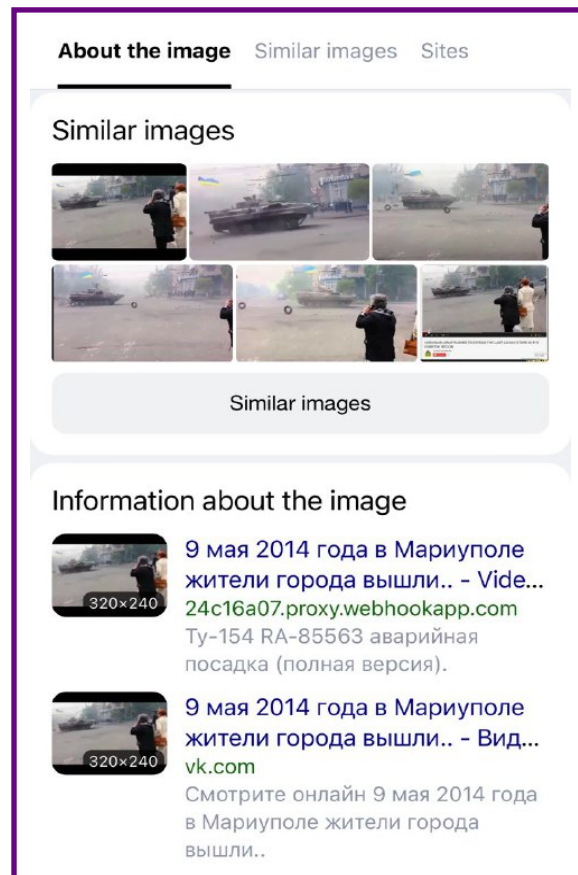 About the image Similar images Sites
Similar images
Similar images
Information about the image
320×240
9 мая 2014 года в Мариуполе
жители города вышли.. - Vide...
24c16a07.proxy.webhookapp.com
Ту-154 RA-85563 аварийная
посадка (полная версия).
320×240
9 мая 2014 года в Мариуполе
жители города вышли.. - Вид...
vk.com
Смотрите онлайн 9 мая 2014 года
в Мариуполе жители города
вышли..